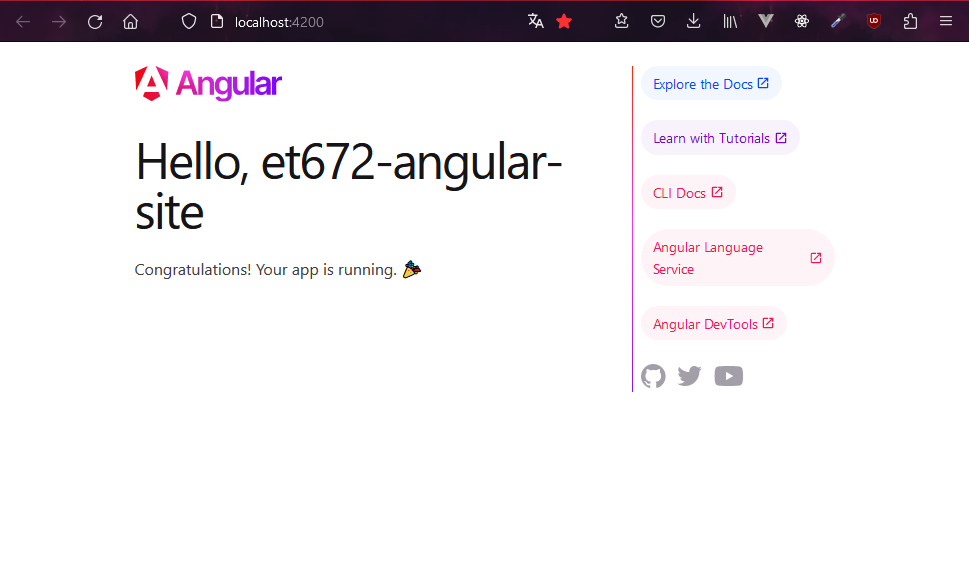 localhost:4200
Angular
Hello, et672-angular-
site
Congratulations! Your app is running. 🎉
Explore the Docs
Learn with Tutorials
CLI Docs
Angular Language
Service
Angular DevTools